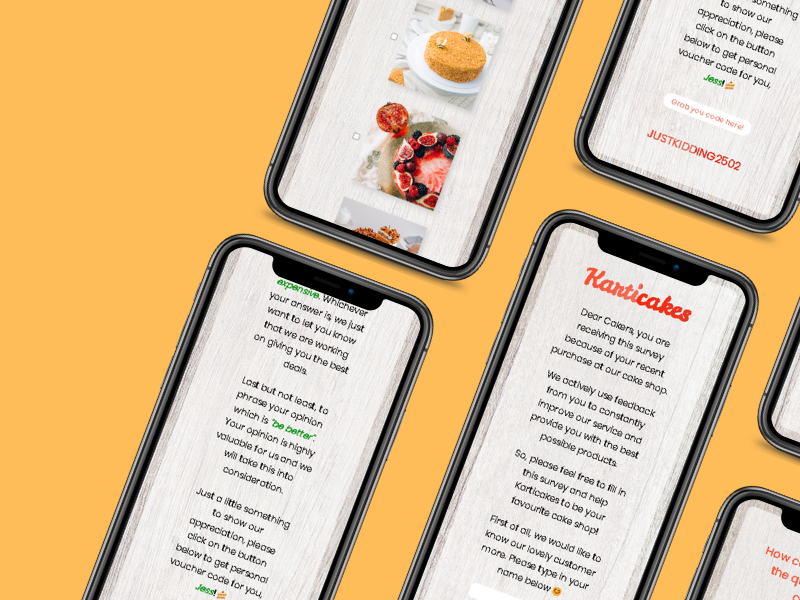 something
to show our
appreciation, please
click on the button
below to get personal
voucher code for you,
Jess!
Grab you code here!
JUSTKIDDING2502
expensive. Whichever
your answer is, we just
want to let you know
that we are working
on giving you the best
deals.
Last but not least, to
phrase your opinion
which is "be better".
Your opinion is highly
valuable for us and we
will take this into
consideration.
Just a little something
to show our
appreciation, please
click on the button
below to get personal
voucher code for you,
Jess!
Karticakes
Dear Cakers, you are
receiving this survey
because of your recent
purchase at our cake shop.
We actively use feedback
from you to constantly
improve our service and
provide you with the best
possible products.
So, please feel free to fill in
this survey and help
Karticakes to be your
favourite cake shop!
First of all, we would like to
know our lovely customer
more. Please type in your
name below 😊
How
the